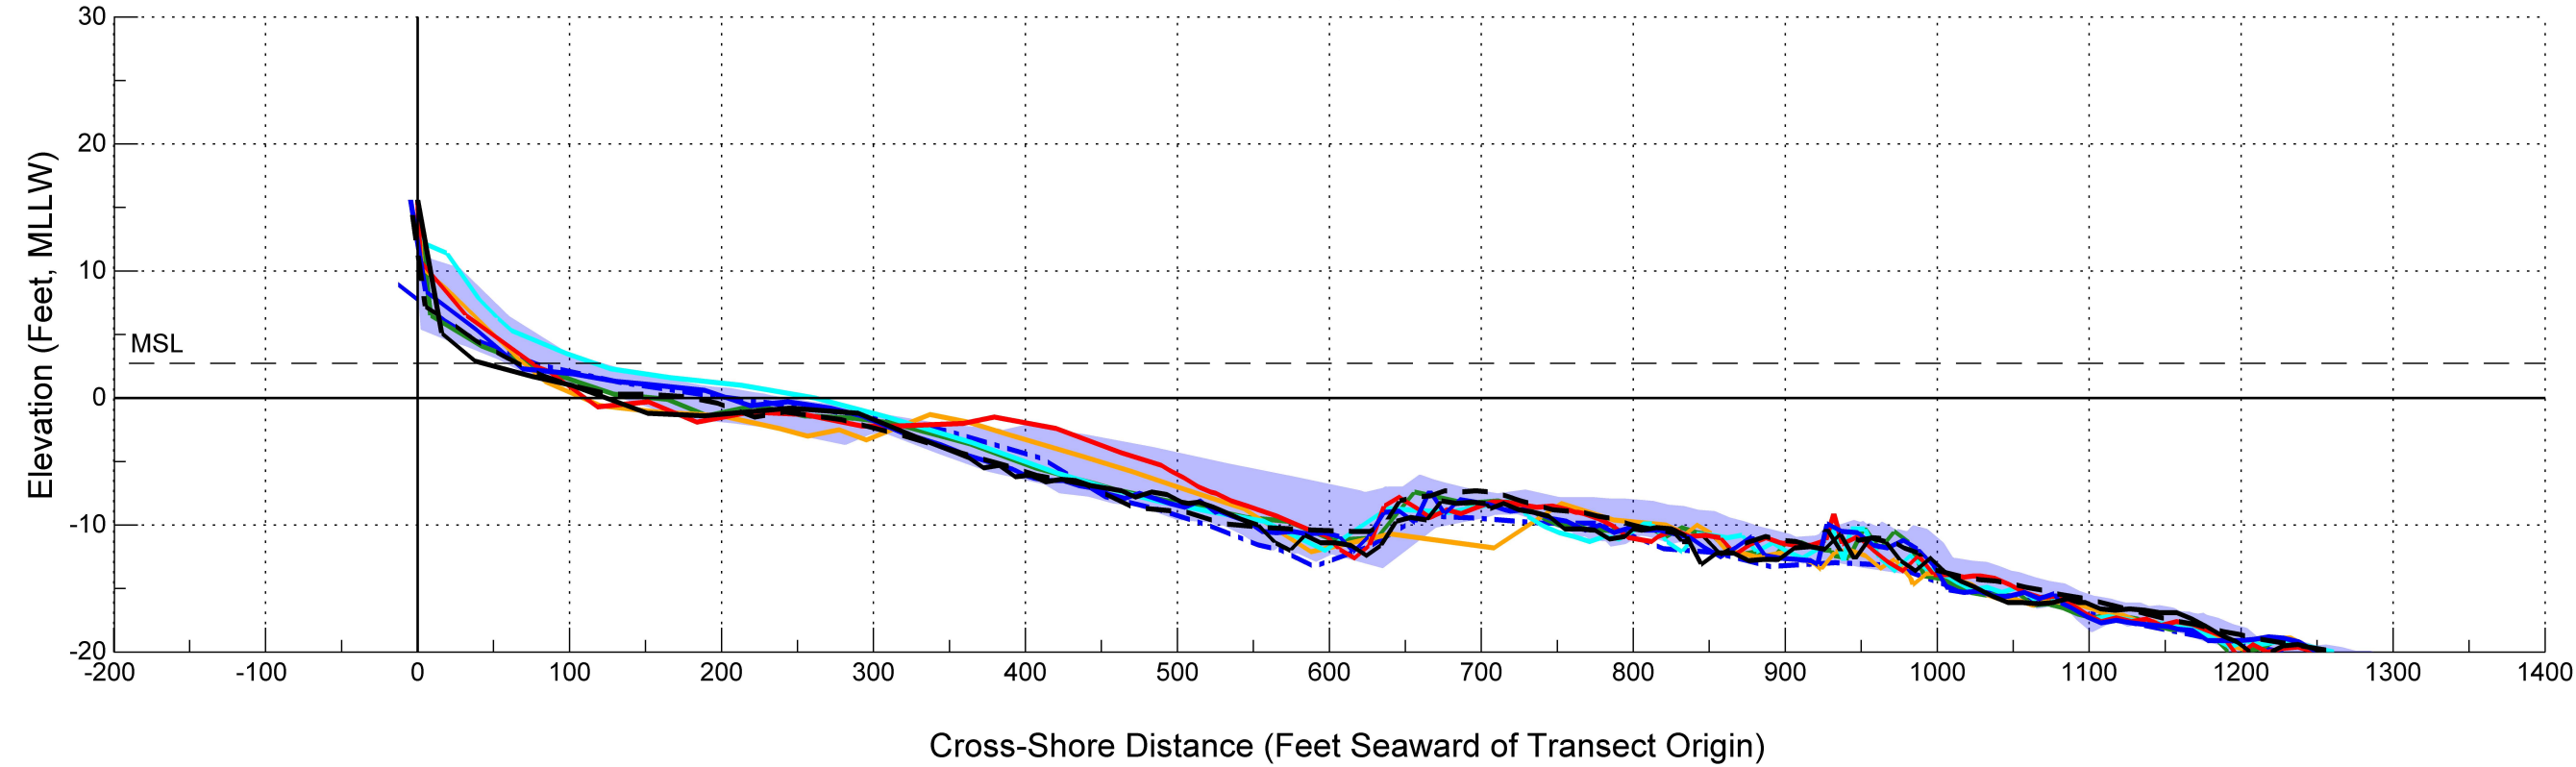 Elevation (Feet, MLLW)
30
20
10
0
-10
-20
MSL
-200 -100 0 100 200 300 400 500 600 700 800 900 1000 1100 1200 1300 1400
Cross-Shore Distance (Feet Seaward of Transect Origin)